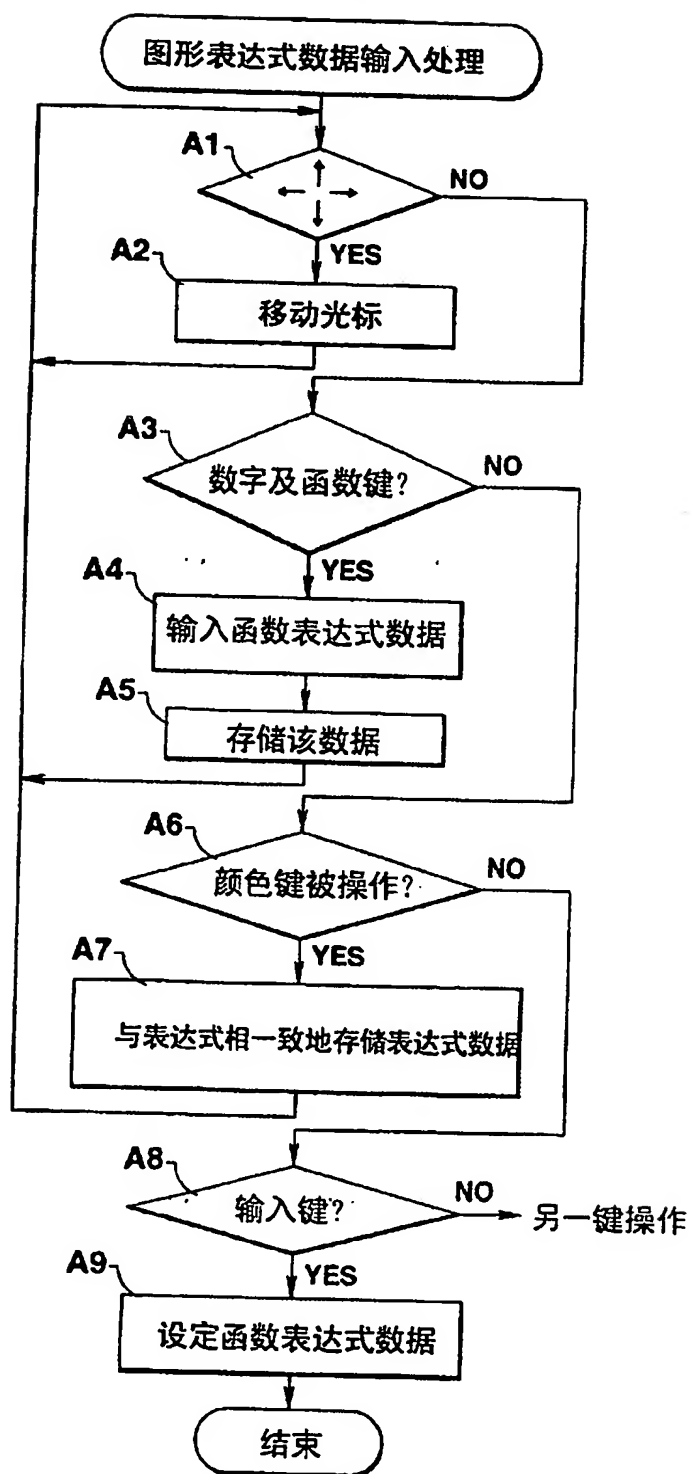 图形表达式数据输入处理
A1
NO
YES
A2
移动光标
A3
数字及函数键?
NO
YES
A4
输入函数表达式数据
A5
存储该数据
A6
颜色键被操作?
NO
YES
A7
与表达式相一致地存储表达式数据
A8
输入键?
NO
另一键操作
YES
A9
设定函数表达式数据
结束